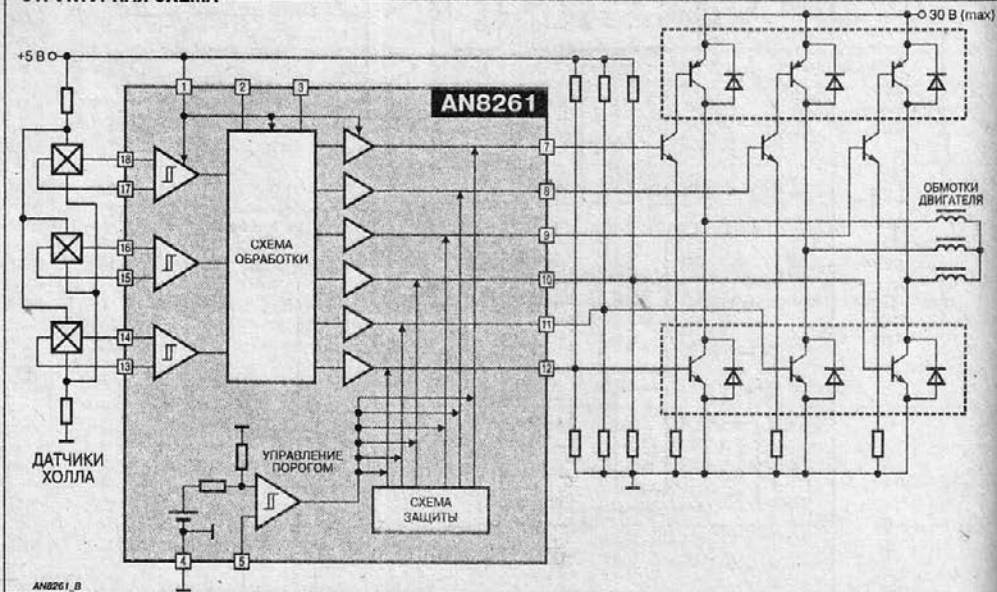 30 В (max)
+5 В
1
2
3
AN8261
18
17
16
15
14
13
7
8
9
10
11
12
СХЕМА
ОБРАБОТКИ
ОБМОТКИ
ДВИГАТЕЛЯ
ДАТЧИКИ
ХОЛЛА
УПРАВЛЕНИЕ
ПОРОГОМ
СХЕМА
ЗАЩИТЫ
4
5
AN8261_B